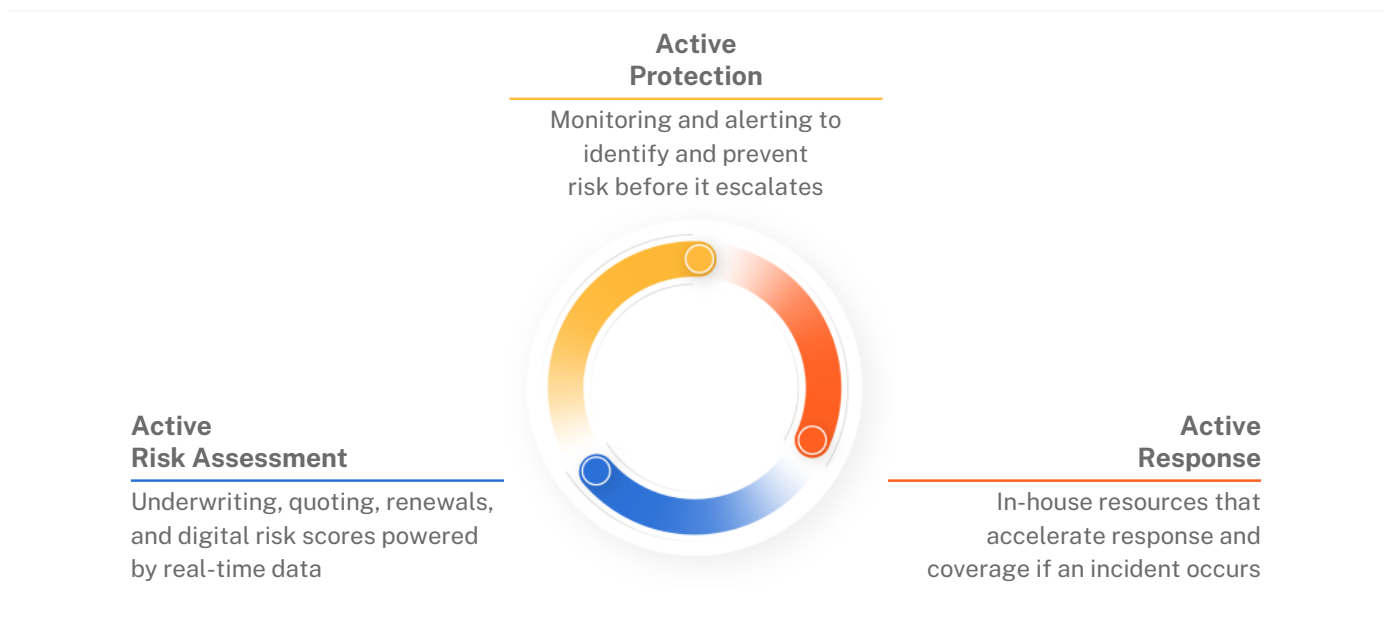 Active
Protection
Monitoring and alerting to
identify and prevent
risk before it escalates
Active
Risk Assessment
Underwriting, quoting, renewals,
and digital risk scores powered
by real-time data
Active
Response
In-house resources that
accelerate response and
coverage if an incident occurs